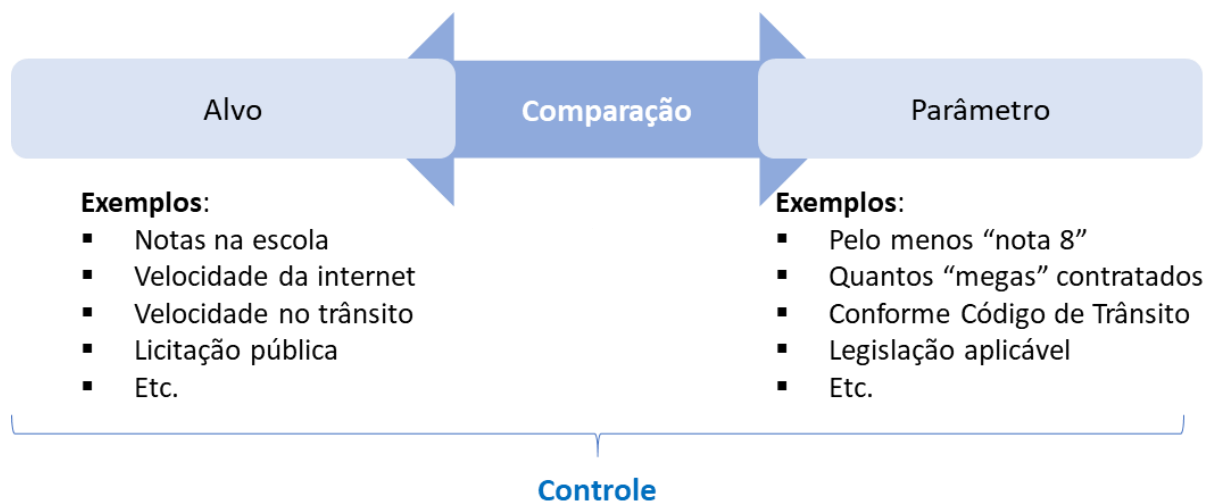 Alvo
Comparação
Parâmetro
Exemplos:
▪ Notas na escola
▪ Velocidade da internet
▪ Velocidade no trânsito
▪ Licitação pública
▪ Etc.
Exemplos:
▪ Pelo menos “nota 8”
▪ Quantos “megas” contratados
▪ Conforme Código de Trânsito
▪ Legislação aplicável
▪ Etc.
Controle